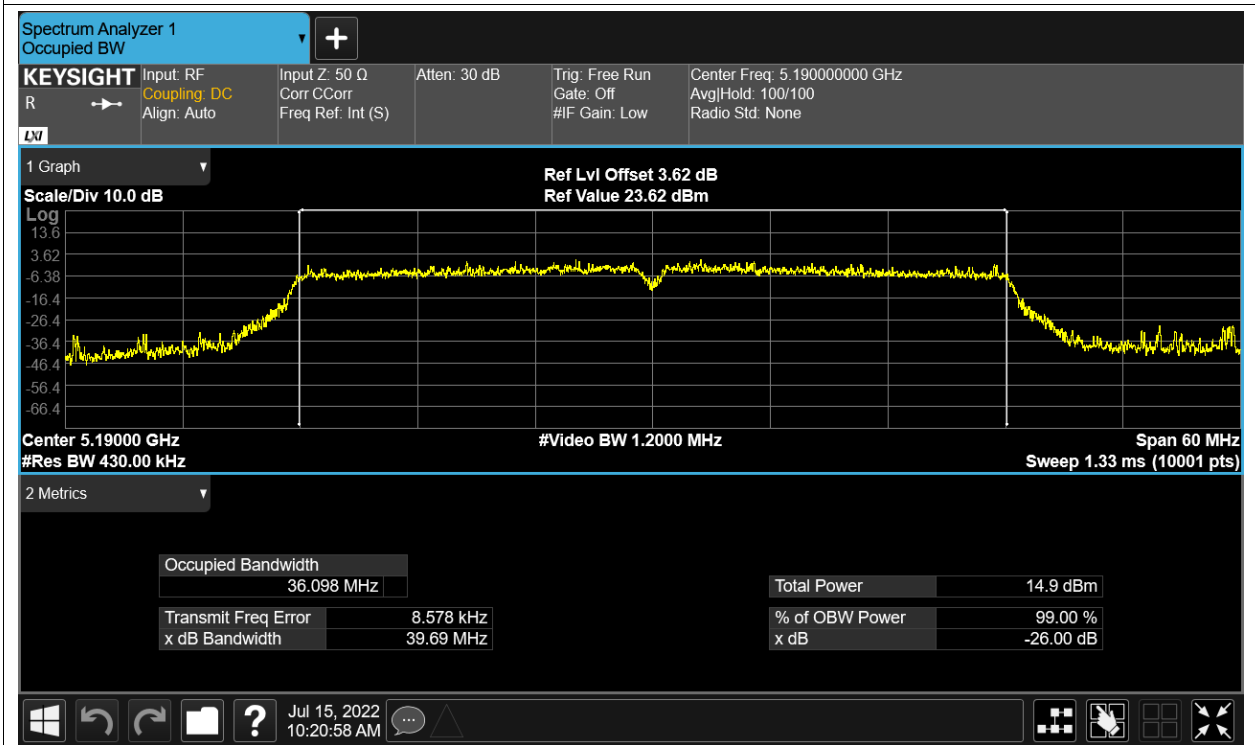 Spectrum Analyzer 1
Occupied BW
+
KEYSIGHT
R
LXI
Input: RF
Coupling: DC
Align: Auto
Input Z: 50 Ω
Corr CCorr
Freq Ref: Int (S)
Atten: 30 dB
Trig: Free Run
Gate: Off
#IF Gain: Low
Center Freq: 5.190000000 GHz
Avg|Hold: 100/100
Radio Std: None
1 Graph
Scale/Div 10.0 dB
Ref Lvl Offset 3.62 dB
Ref Value 23.62 dBm
Log
13.6
3.62
-6.38
-16.4
-26.4
-36.4
-46.4
-56.4
-66.4
Center 5.19000 GHz
#Res BW 430.00 kHz
#Video BW 1.2000 MHz
Span 60 MHz
Sweep 1.33 ms (10001 pts)
2 Metrics
Occupied Bandwidth
36.098 MHz
Transmit Freq Error 8.578 kHz
x dB Bandwidth 39.69 MHz
Total Power 14.9 dBm
% of OBW Power 99.00 %
x dB -26.00 dB
?
Jul 15, 2022
10:20:58 AM